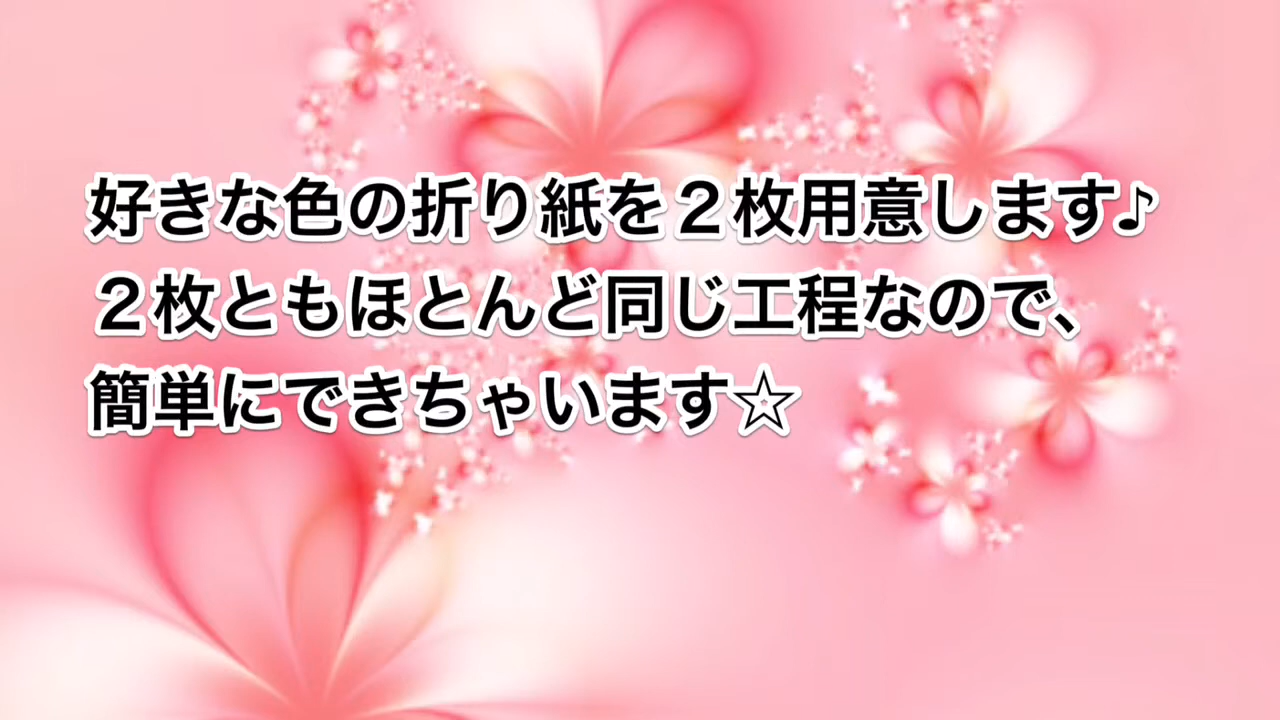 好きな色の折り紙を２枚用意します♪
２枚ともほとんど同じ工程なので、
簡単にできちゃいます☆